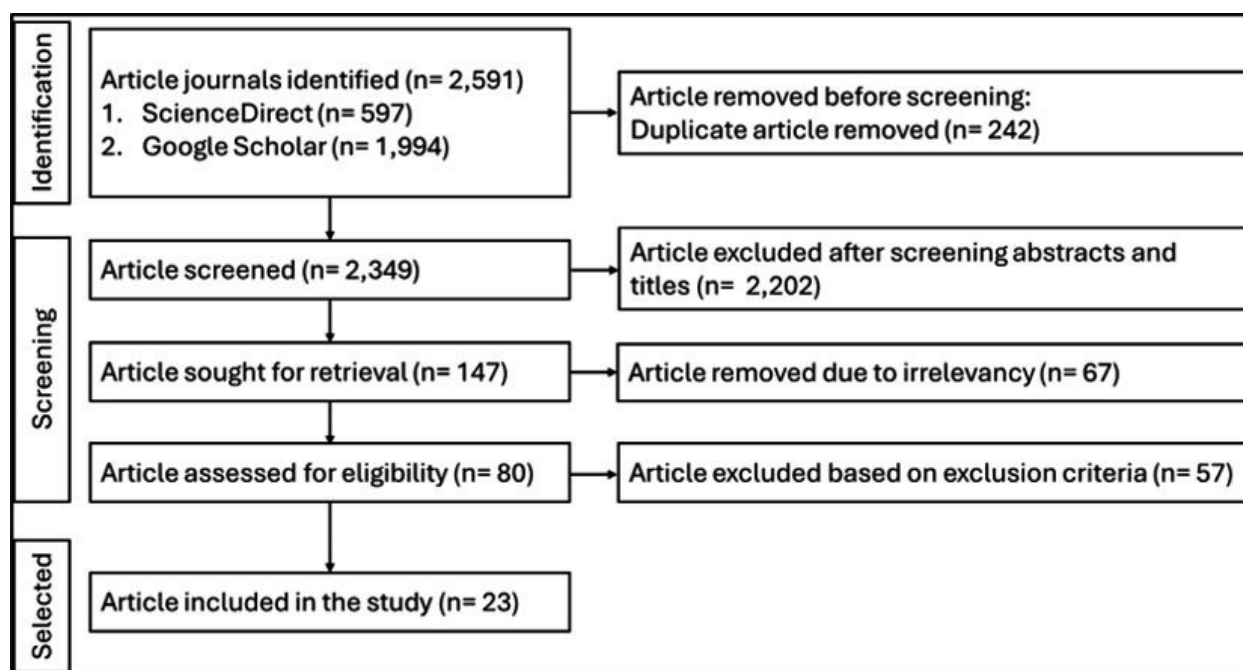 Identification
Article journals identified (n= 2,591)
1. ScienceDirect (n= 597)
2. Google Scholar (n= 1,994)
Article removed before screening:
Duplicate article removed (n= 242)
Screening
Article screened (n= 2,349)
Article excluded after screening abstracts and
titles (n= 2,202)
Article sought for retrieval (n= 147)
Article removed due to irrelevancy (n= 67)
Article assessed for eligibility (n= 80)
Article excluded based on exclusion criteria (n= 57)
Selected
Article included in the study (n= 23)